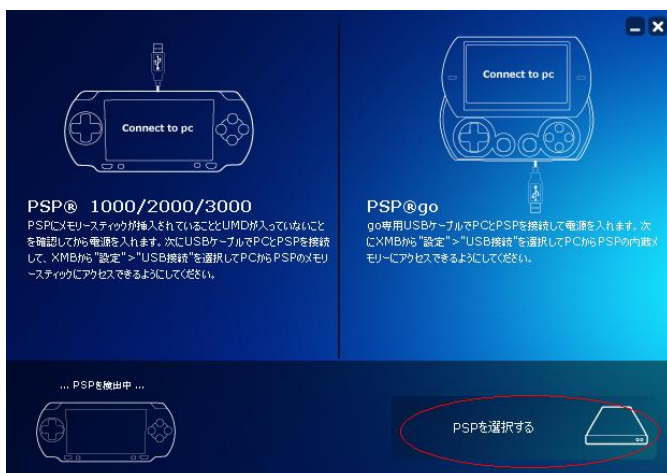 Connect to pc
PSP® 1000/2000/3000
PSPにメモリースティックが挿入されていることとUMDが入っていないこと
を確認してから電源を入れます。次にUSBケーブルでPCとPSPを接続
して、XMBから"設定">"USB接続"を選択してPCからPSPのメモリ
ースティックにアクセスできるようにしてください。
Connect to pc
PSP®go
go専用USBケーブルでPCとPSPを接続して電源を入れます。次
にXMBから"設定">"USB接続"を選択してPCからPSPの内蔵メ
モリーにアクセスできるようにしてください。
... PSPを検出中 ...
PSPを選択する